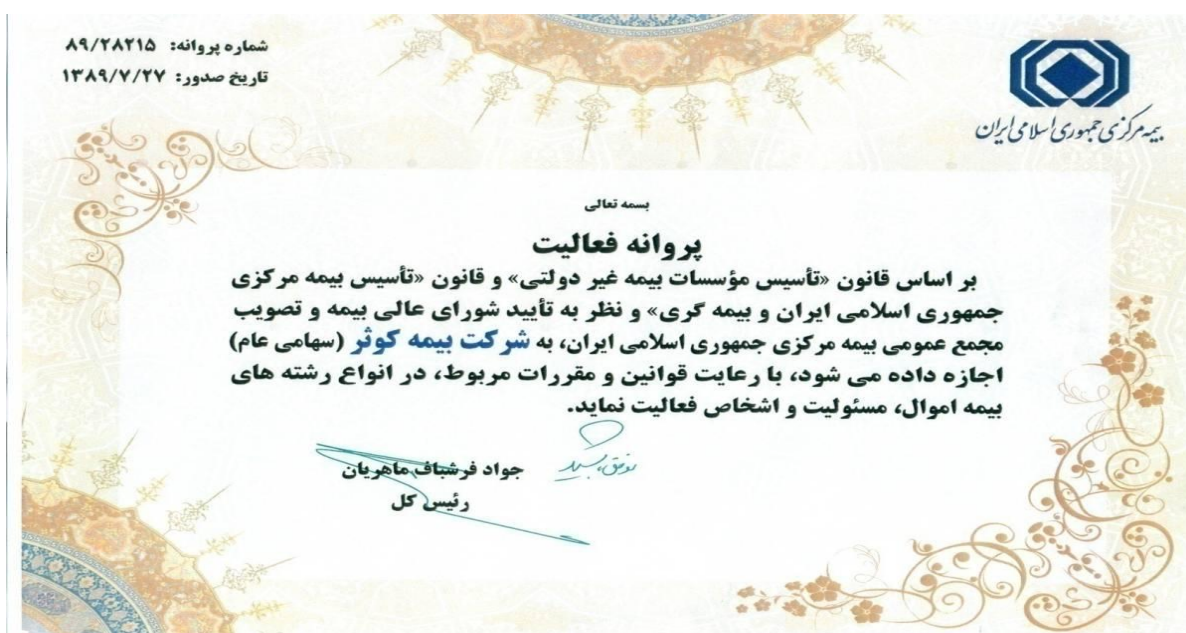 شماره پروانه: ۸۹/۲۸۲۱۵
تاریخ صدور: ۱۳۸۹/۷/۲۷
بیمه مرکزی جمهوری اسلامی ایران
بسمه تعالی
پروانه فعالیت
بر اساس قانون «تأسیس مؤسسات بیمه غیر دولتی» و قانون «تأسیس بیمه مرکزی
جمهوری اسلامی ایران و بیمه گری» و نظر به تأیید شورای عالی بیمه و تصویب
مجمع عمومی بیمه مرکزی جمهوری اسلامی ایران، به شرکت بیمه کوثر (سهامی عام)
اجازه داده می شود، با رعایت قوانین و مقررات مربوط، در انواع رشته های
بیمه اموال، مسئولیت و اشخاص فعالیت نماید.
موفق باشید
جواد فرشباف ماهریان
رئیس کل